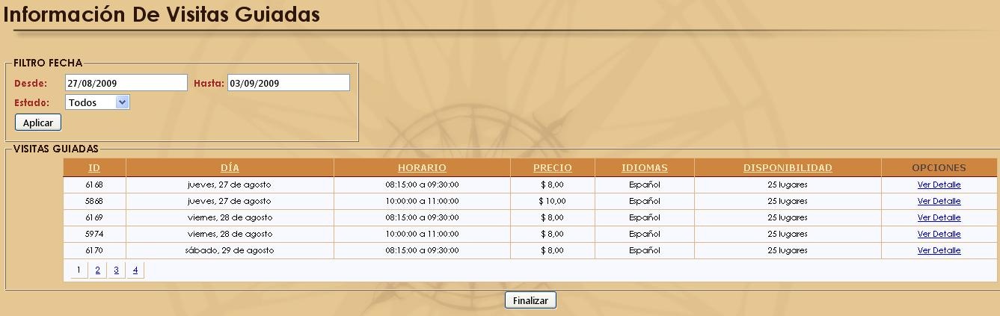 Información De Visitas Guiadas
FILTRO FECHA
Desde: 27/08/2009 Hasta: 03/09/2009
Estado: Todos
Aplicar
VISITAS GUIADAS
ID DÍA HORARIO PRECIO IDIOMAS DISPONIBILIDAD OPCIONES
6168 jueves, 27 de agosto 08:15:00 a 09:30:00 $ 8,00 Español 25 lugares Ver Detalle
5868 jueves, 27 de agosto 10:00:00 a 11:00:00 $ 10,00 Español 25 lugares Ver Detalle
6169 viernes, 28 de agosto 08:15:00 a 09:30:00 $ 8,00 Español 25 lugares Ver Detalle
5974 viernes, 28 de agosto 10:00:00 a 11:00:00 $ 8,00 Español 25 lugares Ver Detalle
6170 sábado, 29 de agosto 08:15:00 a 09:30:00 $ 8,00 Español 25 lugares Ver Detalle
1 2 3 4
Finalizar